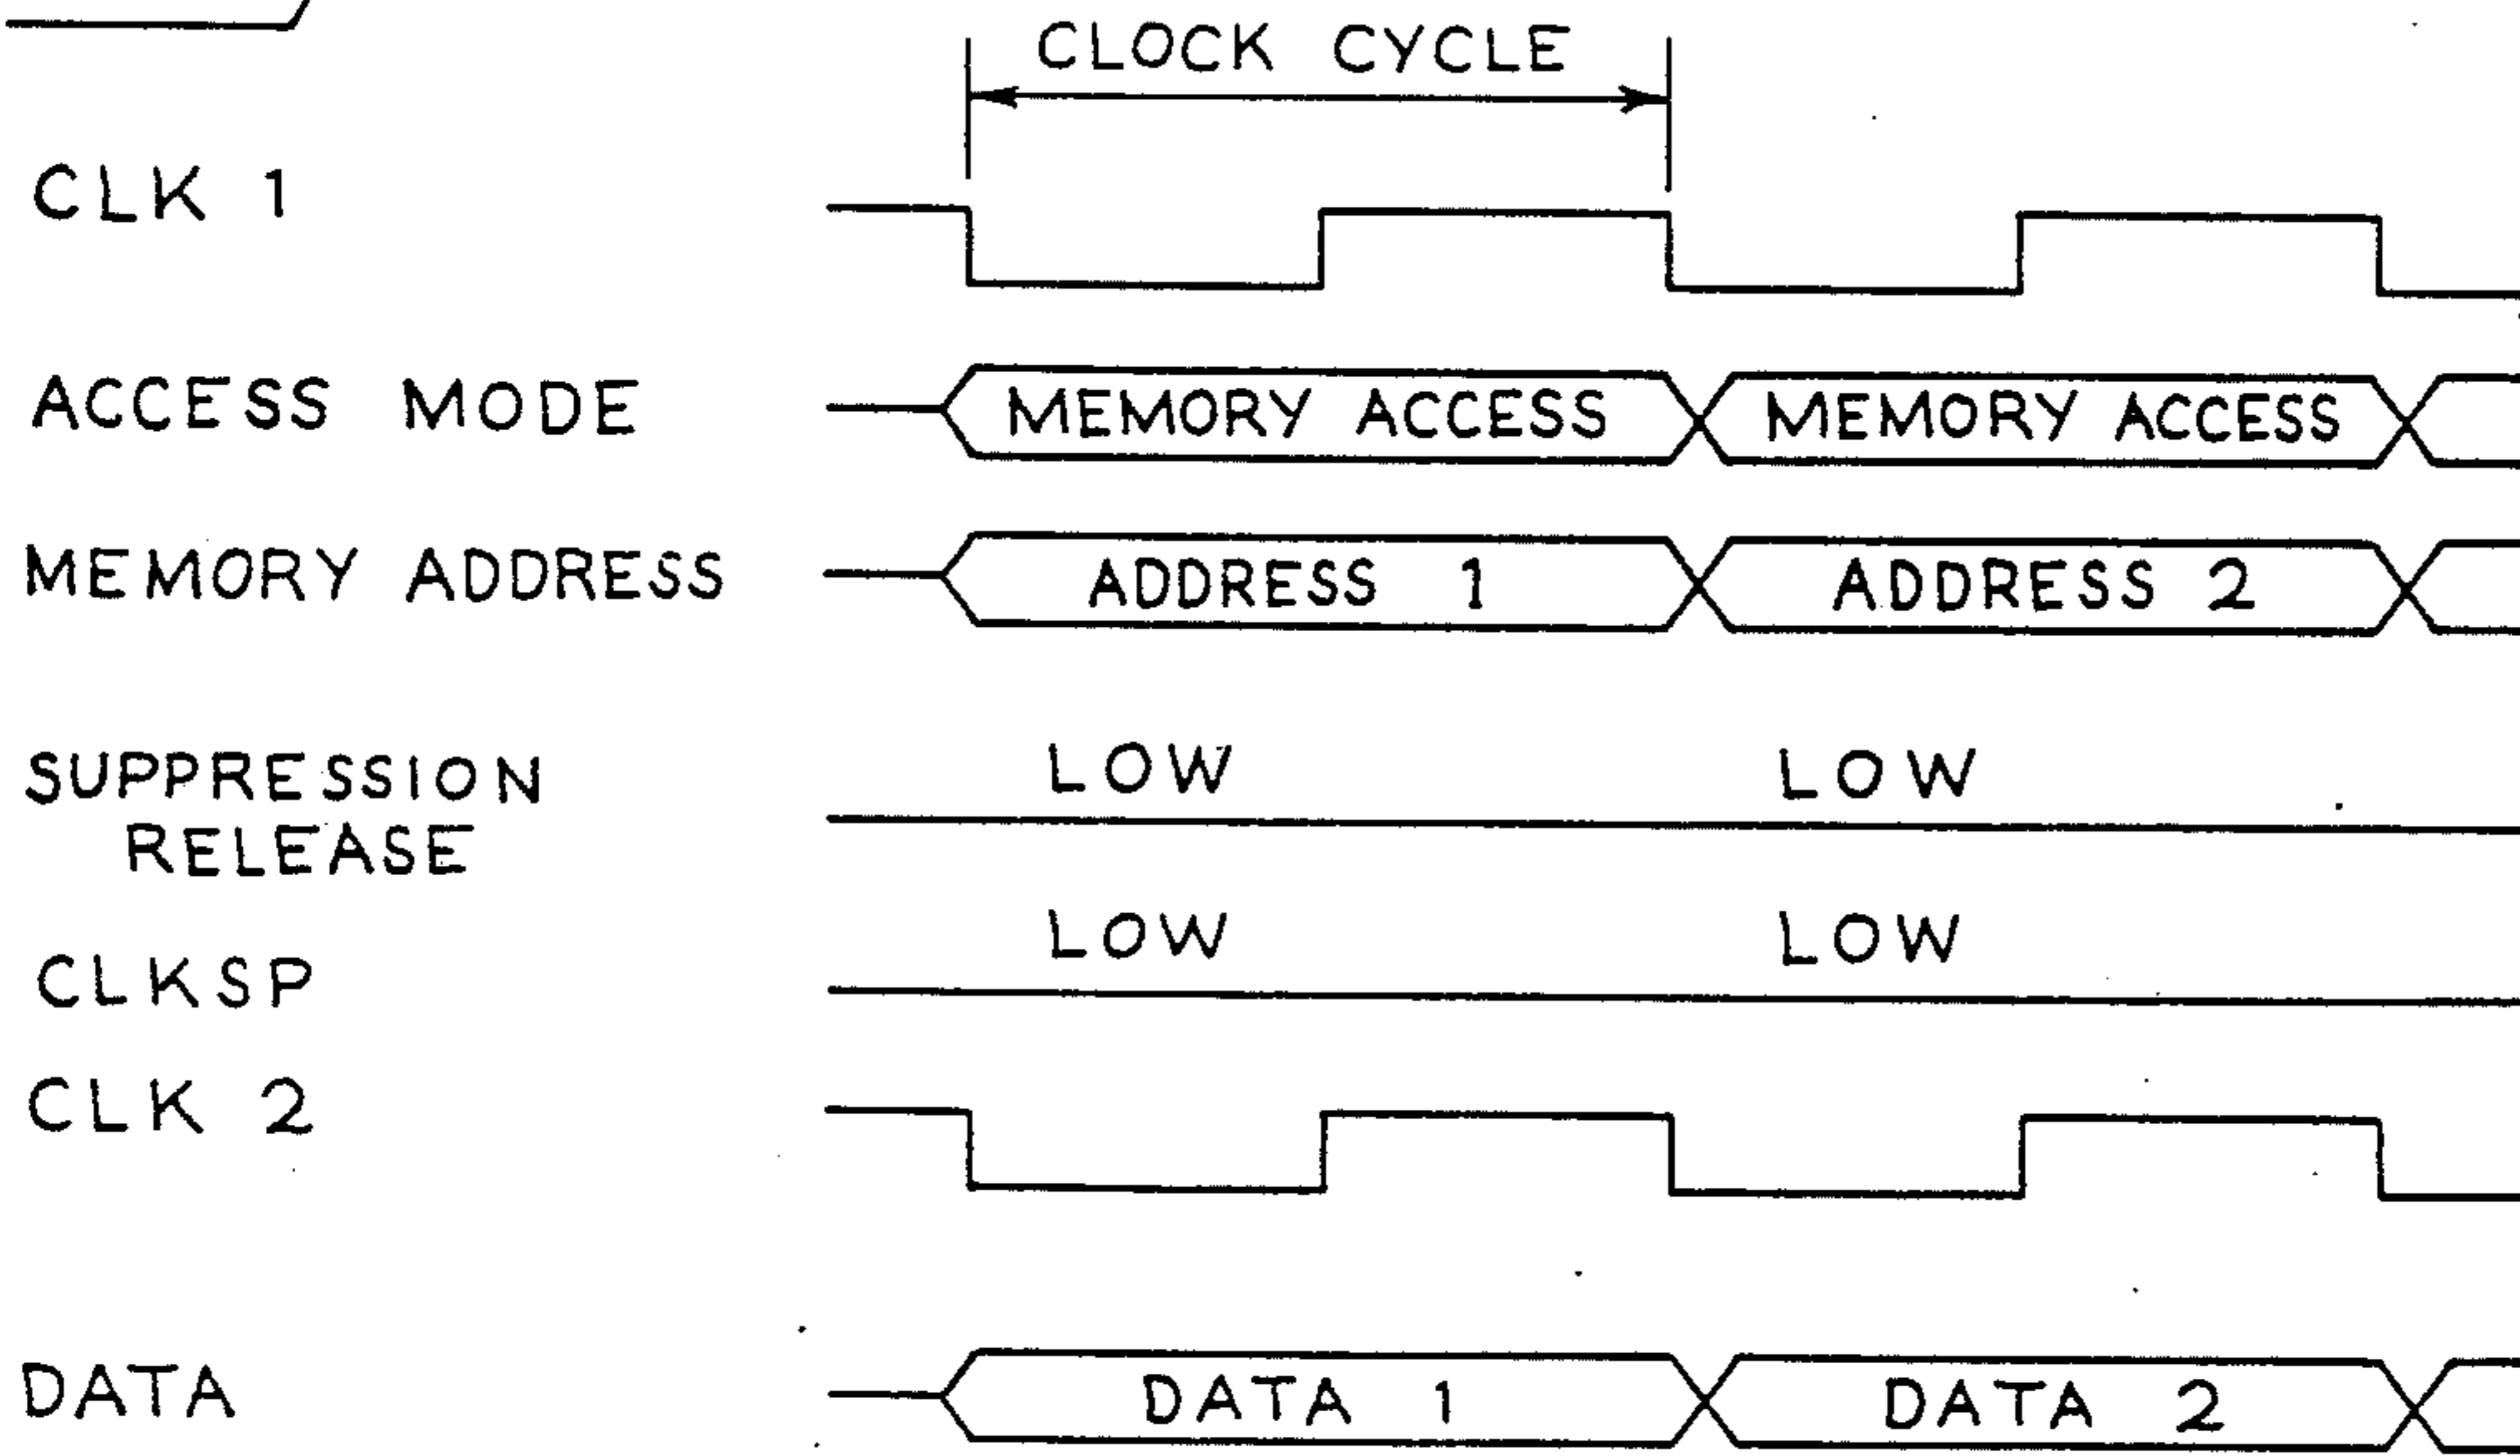 CLOCK CYCLE
CLK 1
ACCESS MODE MEMORY ACCESS MEMORY ACCESS
MEMORY ADDRESS ADDRESS 1 ADDRESS 2
SUPPRESSION LOW LOW
RELEASE
CLKSP LOW LOW
CLK 2
DATA DATA 1 DATA 2